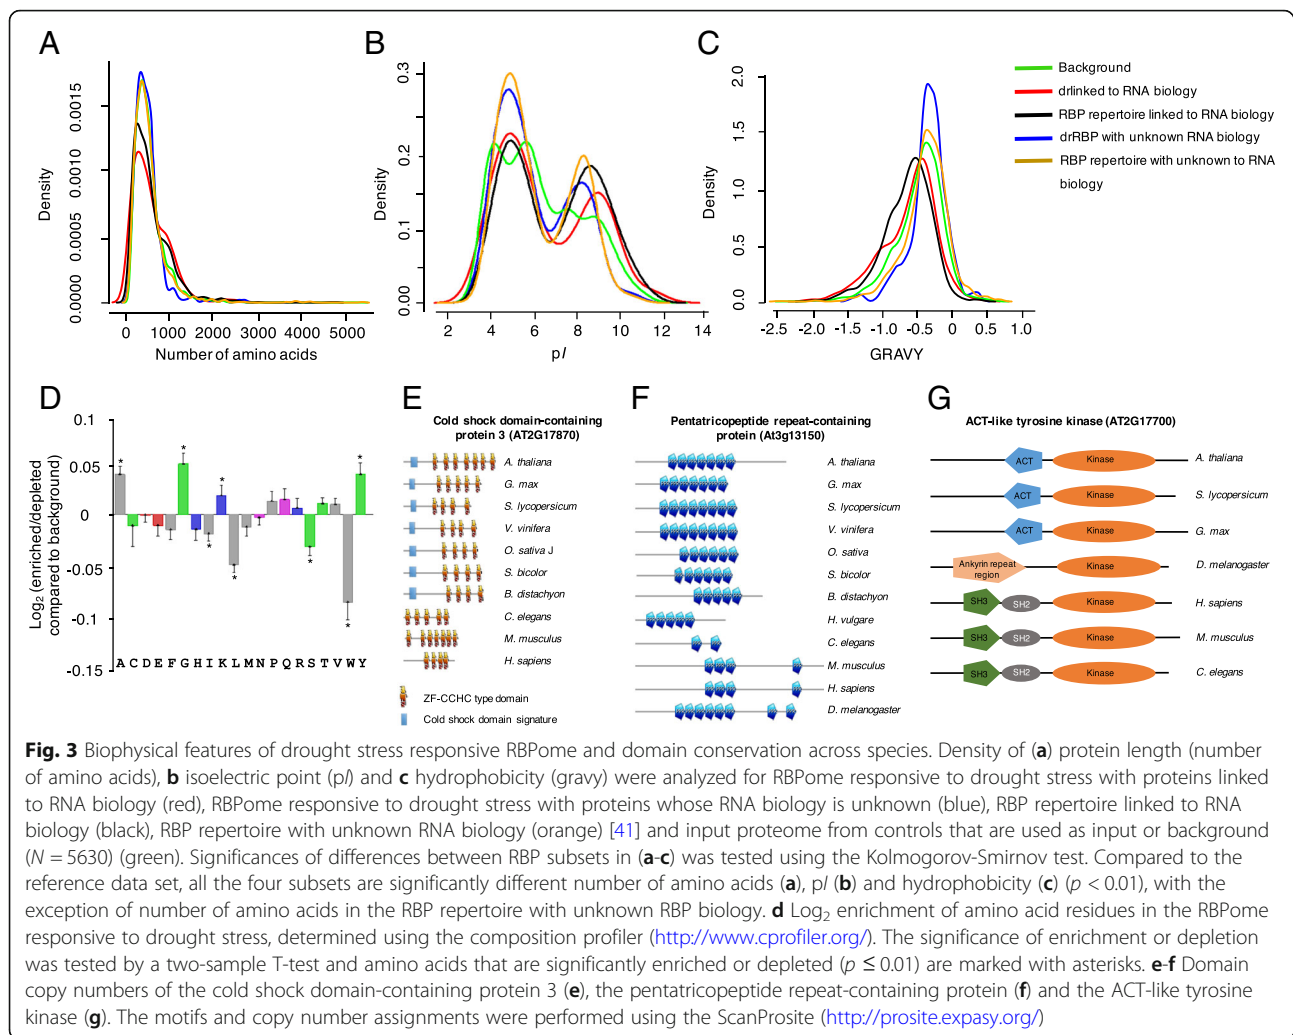 A
B
C
Density
0.0000 0.0005 0.0010 0.0015
0 1000 2000 3000 4000 5000
Number of amino acids
Density
0.00 0.1 0.2 0.3
2 4 6 8 10 12 14
pI
Density
0.0 0.5 1.0 1.5 2.0
-2.5 -2.0 -1.5 -1.0 -0.5 0 0.5 1.0
GRAVY
Background
drlinked to RNA biology
RBP repertoire linked to RNA biology
drRBP with unknown RNA biology
RBP repertoire with unknown to RNA
biology
D
Log2 (enriched/depleted
compared to background)
0.1
0.05
0
-0.05
-0.1
-0.15
A C D E F G H I K L M N P Q R S T V W Y
* * * * * * * *
E
Cold shock domain-containing
protein 3 (AT2G17870)
A. thaliana
G. max
S. lycopersicum
V. vinifera
O. sativa J
S. bicolor
B. distachyon
C. elegans
M. musculus
H. sapiens
ZF-CCHC type domain
Cold shock domain signature
F
Pentatricopeptide repeat-containing
protein (At3g13150)
A. thaliana
G. max
S. lycopersicum
V. vinifera
O. sativa
S. bicolor
B. distachyon
H. vulgare
C. elegans
M. musculus
H. sapiens
D. melanogaster
G
ACT-like tyrosine kinase (AT2G17700)
ACT Kinase A. thaliana
ACT Kinase S. lycopersicum
ACT Kinase G. max
Ankyrin repeat
region Kinase D. melanogaster
SH3 SH2 Kinase H. sapiens
SH3 SH2 Kinase M. musculus
SH3 SH2 Kinase C. elegans
Fig. 3 Biophysical features of drought stress responsive RBPome and domain conservation across species. Density of (a) protein length (number
of amino acids), b isoelectric point (pI) and c hydrophobicity (gravy) were analyzed for RBPome responsive to drought stress with proteins linked
to RNA biology (red), RBPome responsive to drought stress with proteins whose RNA biology is unknown (blue), RBP repertoire linked to RNA
biology (black), RBP repertoire with unknown RNA biology (orange) [41] and input proteome from controls that are used as input or background
(N = 5630) (green). Significances of differences between RBP subsets in (a-c) was tested using the Kolmogorov-Smirnov test. Compared to the
reference data set, all the four subsets are significantly different number of amino acids (a), pI (b) and hydrophobicity (c) (p < 0.01), with the
exception of number of amino acids in the RBP repertoire with unknown RBP biology. d Log2 enrichment of amino acid residues in the RBPome
responsive to drought stress, determined using the composition profiler (http://www.cprofiler.org/). The significance of enrichment or depletion
was tested by a two-sample T-test and amino acids that are significantly enriched or depleted (p ≤ 0.01) are marked with asterisks. e-f Domain
copy numbers of the cold shock domain-containing protein 3 (e), the pentatricopeptide repeat-containing protein (f) and the ACT-like tyrosine
kinase (g). The motifs and copy number assignments were performed using the ScanProsite (http://prosite.expasy.org/)